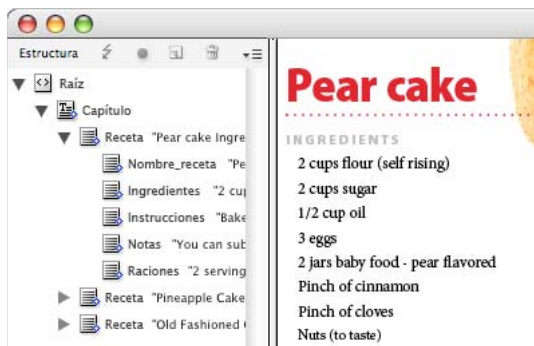 Estructura
Raíz
Capítulo
Receta "Pear cake Ingre
Nombre_receta "Pe
Ingredientes "2 cu
Instrucciones "Bake
Notas "You can sub
Raciones "2 serving
Receta "Pineapple Cake
Receta "Old Fashioned
Pear cake
INGREDIENTS
2 cups flour (self rising)
2 cups sugar
1/2 cup oil
3 eggs
2 jars baby food - pear flavored
Pinch of cinnamon
Pinch of cloves
Nuts (to taste)